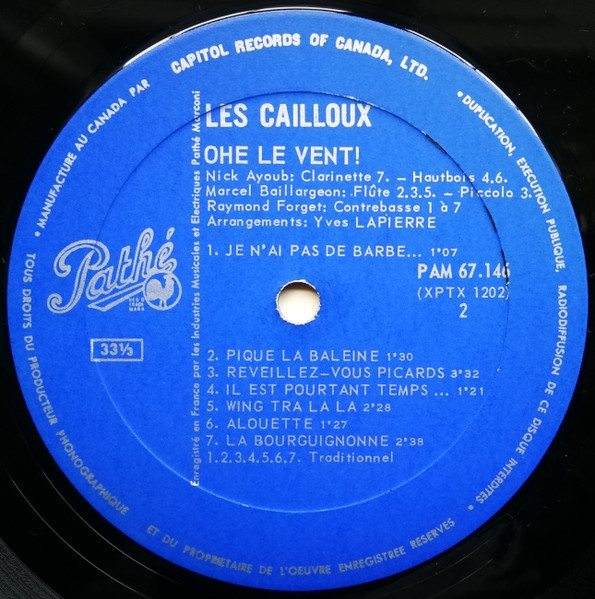 • MANUFACTURE AU CANADA PAR CAPITOL RECORDS OF CANADA, LTD.
• DUPLICATION, EXECUTION PUBLIQUE, RADIODIFFUSION DE CE DISQUE INTERDITES •
TOUS DROITS DU PRODUCTEUR PHONOGRAPHIQUE ET DU PROPRIETAIRE DE L'OEUVRE ENREGISTREE RESERVES
Enregistré en France par les Industries Musicales et Electriques Pathé Marconi
LES CAILLOUX
OHE LE VENT!
Nick Ayoub: Clarinette 7. – Hautbois 4.6.
Marcel Baillargeon: Flûte 2.3.5. – Piccolo 3.
Raymond Forget: Contrebasse 1 à 7
Arrangements: Yves LAPIERRE
1. JE N'AI PAS DE BARBE... 1'07
Pathé
TRADE
MARK
PAM 67.146
(XPTX 1202)
2
33⅓
2. PIQUE LA BALEINE 1'30
3. REVEILLEZ–VOUS PICARDS 3'32
4. IL EST POURTANT TEMPS ... 1'21
5. WING TRA LA LA 2'28
6. ALOUETTE 1'27
7. LA BOURGUIGNONNE 2'38
1.2.3.4.5.6.7. Traditionnel